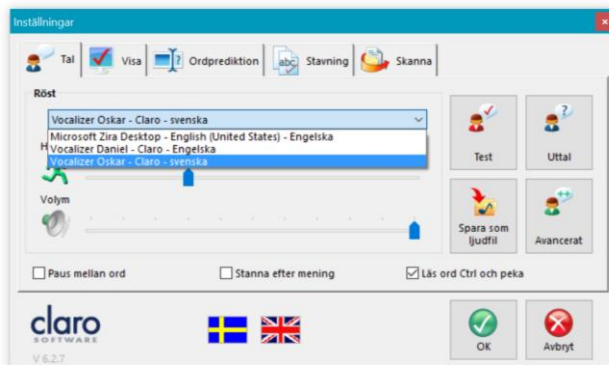 Inställningar
Tal
Visa
Ordprediktion
abc
Stavning
Skanna
Röst
Vocalizer Oskar - Claro - svenska
Microsoft Zira Desktop - English (United States) - Engelska
Vocalizer Daniel - Claro - Engelska
Vocalizer Oskar - Claro - svenska
H
Volym
Test
Uttal
Spara som
ljudfil
Avancerat
Paus mellan ord
Stanna efter mening
Läs ord Ctrl och peka
claro
SOFTWARE
V 6.2.7
OK
Avbryt